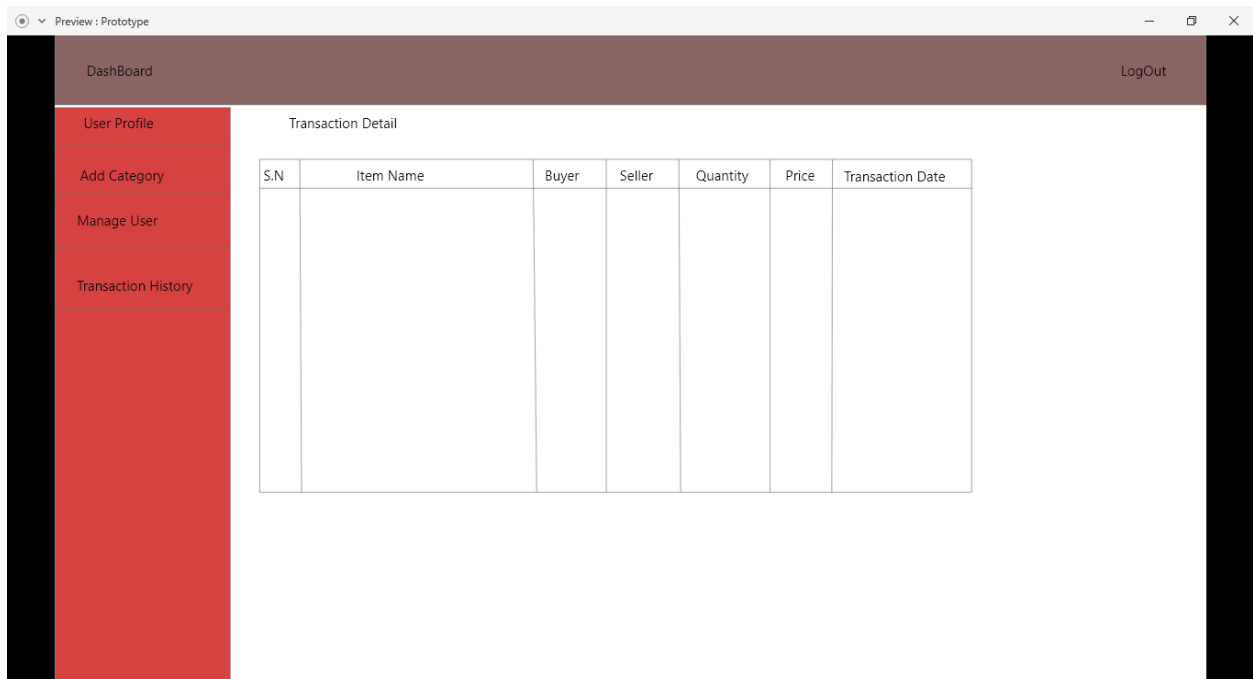 Preview : Prototype
DashBoard LogOut
User Profile
Transaction Detail
Add Category
S.N Item Name Buyer Seller Quantity Price Transaction Date
Manage User
Transaction History